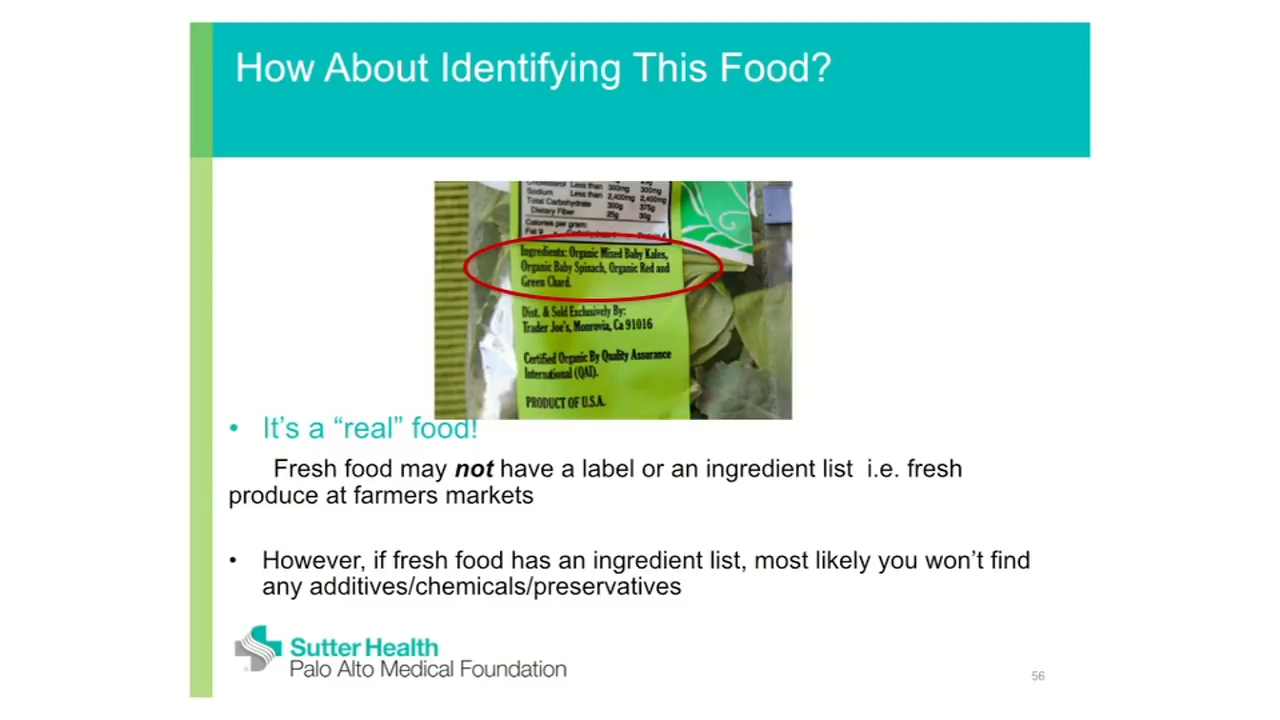 How About Identifying This Food?
Less than 300mg 300mg
Sodium Less than 2,400mg 2,400mg
Total Carbohydrate 300g 375g
Dietary Fiber 25g 30g
Calories per gram:
Fat 9
Ingredients: Organic Mixed Baby Kales,
Organic Baby Spinach, Organic Red and
Green Chard.
Dist. & Sold Exclusively By:
Trader Joe's, Monrovia, Ca 91016
Certified Organic By Quality Assurance
International (QAI).
PRODUCT OF U.S.A.
• It's a “real” food!
Fresh food may not have a label or an ingredient list i.e. fresh
produce at farmers markets
• However, if fresh food has an ingredient list, most likely you won't find
any additives/chemicals/preservatives
Sutter Health
Palo Alto Medical Foundation
56